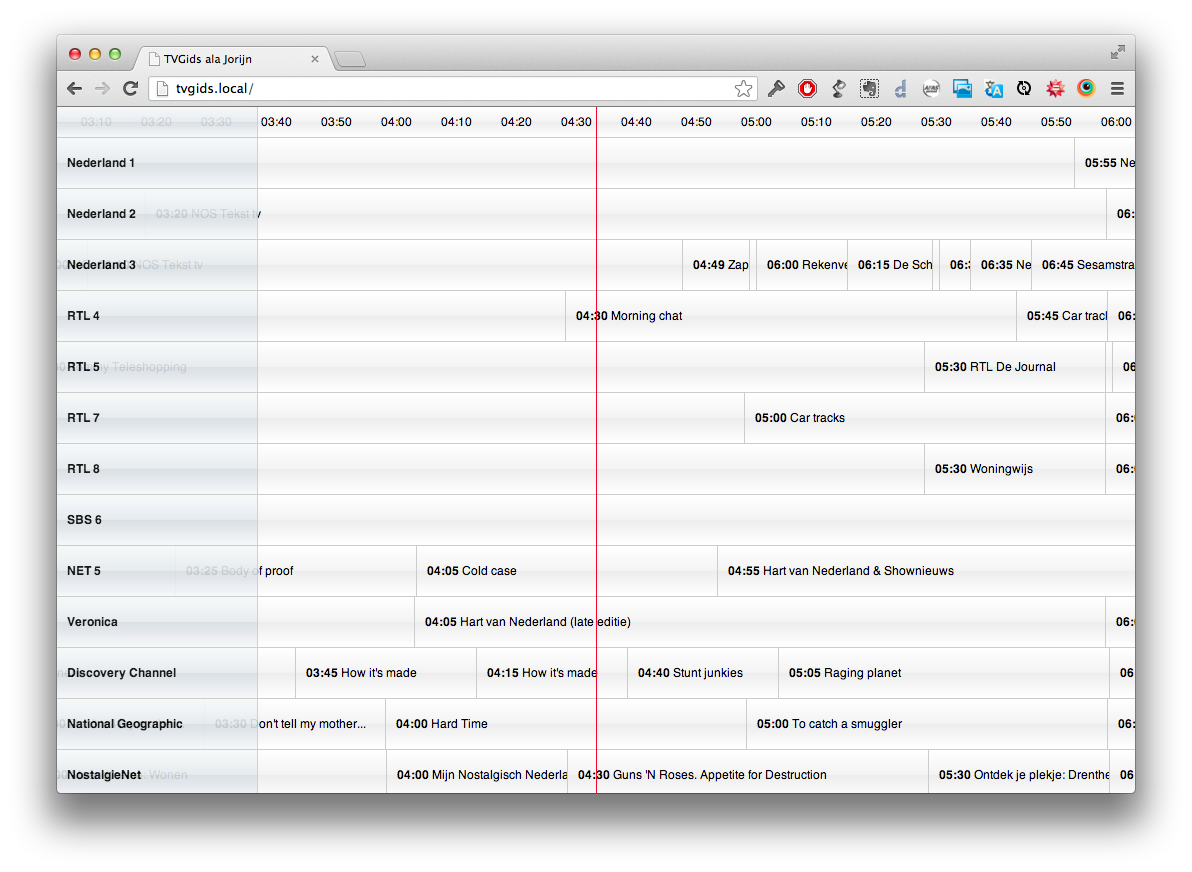 TVGids ala Jorijn
tvgids.local/
03:10 03:20 03:30 03:40 03:50 04:00 04:10 04:20 04:30 04:40 04:50 05:00 05:10 05:20 05:30 05:40 05:50 06:00
Nederland 1 05:55 Ne
Nederland 2 03:20 NOS Tekst tv 06:
Nederland 3 NOS Tekst tv 04:49 Zap 06:00 Rekenve 06:15 De Sch 06:3 06:35 Ne 06:45 Sesamstra
RTL 4 04:30 Morning chat 05:45 Car track 06:
RTL 5 Teleshopping 05:30 RTL De Journal 06
RTL 7 05:00 Car tracks 06:
RTL 8 05:30 Woningwijs 06:
SBS 6
NET 5 03:25 Body of proof 04:05 Cold case 04:55 Hart van Nederland & Shownieuws
Veronica 04:05 Hart van Nederland (late editie) 06:
Discovery Channel 03:45 How it's made 04:15 How it's made 04:40 Stunt junkies 05:05 Raging planet 06
National Geographic 03:30 Don't tell my mother... 04:00 Hard Time 05:00 To catch a smuggler 06:
NostalgieNet Wonen 04:00 Mijn Nostalgisch Nederla 04:30 Guns 'N Roses. Appetite for Destruction 05:30 Ontdek je plekje: Drenthe 06